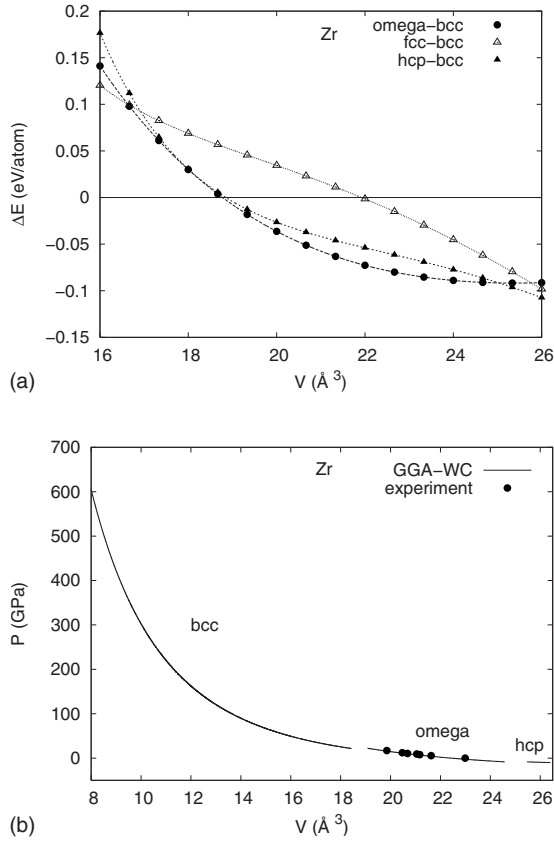 Zr
omega-bcc
fcc-bcc
hcp-bcc
0.2
0.15
0.1
0.05
0
-0.05
-0.1
-0.15
ΔE (eV/atom)
16 18 20 22 24 26
V (Å 3)
(a)
Zr
GGA-WC
experiment
700
600
500
400
300
200
100
0
P (GPa)
bcc
omega
hcp
8 10 12 14 16 18 20 22 24 26
V (Å 3)
(b)